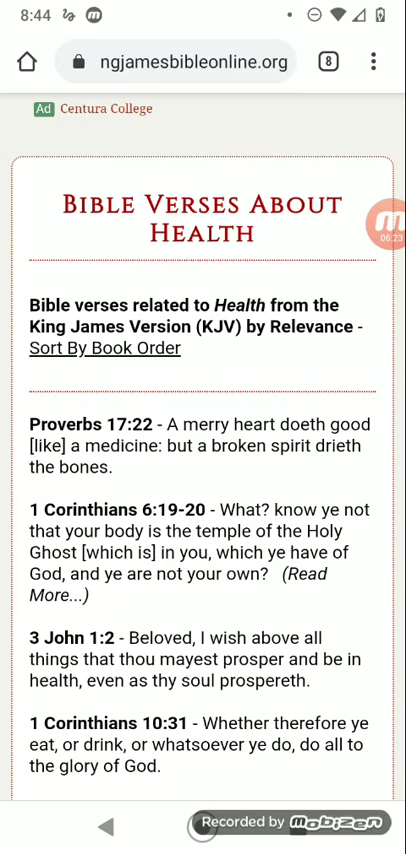 8:44
ngjamesbibleonline.org
8
Ad Centura College
BIBLE VERSES ABOUT
HEALTH
06:23
Bible verses related to Health from the
King James Version (KJV) by Relevance -
Sort By Book Order
Proverbs 17:22 - A merry heart doeth good
[like] a medicine: but a broken spirit drieth
the bones.
1 Corinthians 6:19-20 - What? know ye not
that your body is the temple of the Holy
Ghost [which is] in you, which ye have of
God, and ye are not your own? (Read
More...)
3 John 1:2 - Beloved, I wish above all
things that thou mayest prosper and be in
health, even as thy soul prospereth.
1 Corinthians 10:31 - Whether therefore ye
eat, or drink, or whatsoever ye do, do all to
the glory of God.
Recorded by mobizen